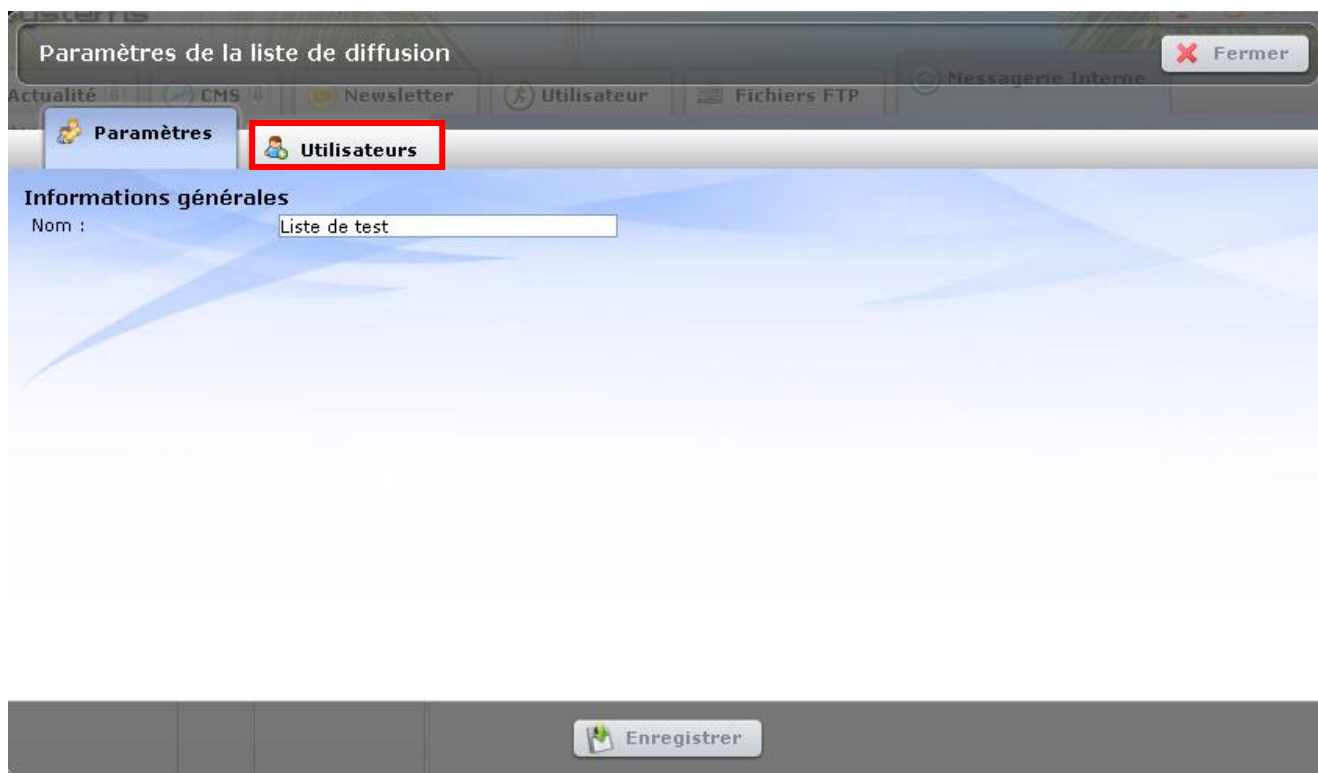 systems
Paramètres de la liste de diffusion
Fermer
Actualité CMS Newsletter Utilisateur Fichiers FTP Messagerie Interne
Paramètres Utilisateurs
Informations générales
Nom : Liste de test
Enregistrer